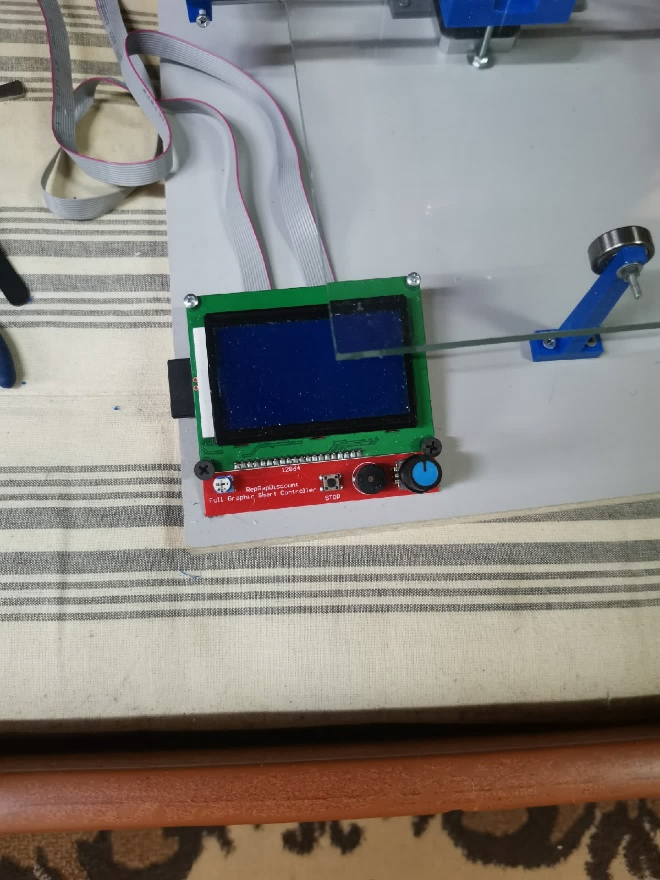 12864
RepRapDiscount
Full Graphic Smart Controller
STOP